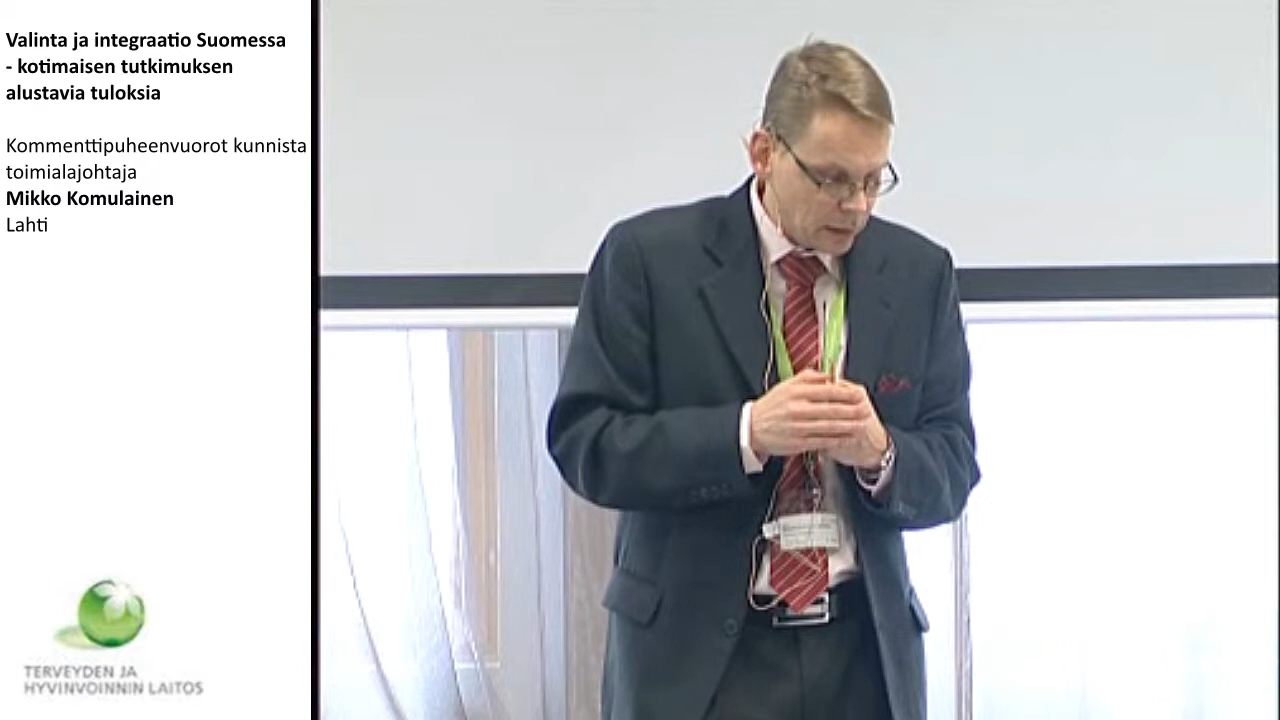 Valinta ja integraatio Suomessa
- kotimaisen tutkimuksen
alustavia tuloksia
Kommenttipuheenvuorot kunnista
toimialajohtaja
Mikko Komulainen
Lahti
TERVEYDEN JA
HYVINVOINNIN LAITOS